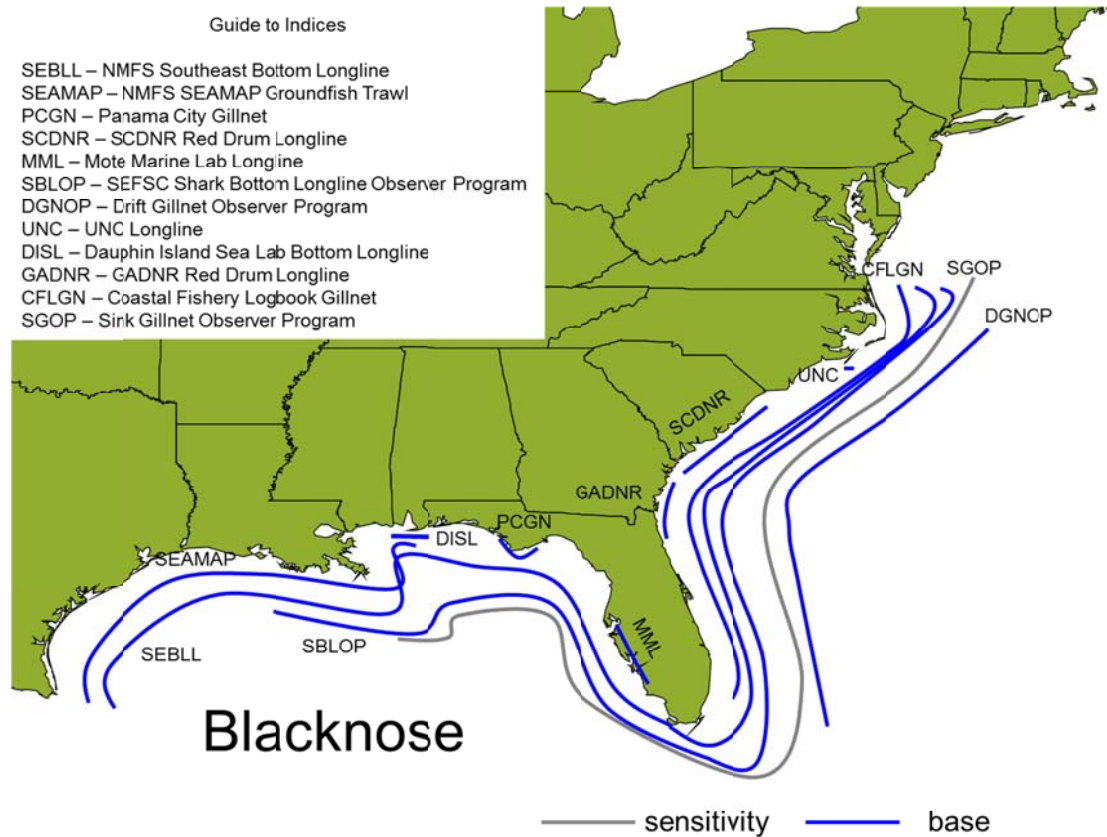 Guide to Indices
SEBLL – NMFS Southeast Bottom Longline
SEAMAP – NMFS SEAMAP Groundfish Trawl
PCGN – Panama City Gillnet
SCDNR – SCDNR Red Drum Longline
MML – Mote Marine Lab Longline
SBLOP – SEFSC Shark Bottom Longline Observer Program
DGNOP – Drift Gillnet Observer Program
UNC – UNC Longline
DISL – Dauphin Island Sea Lab Bottom Longline
GADNR – GADNR Red Drum Longline
CFLGN – Coastal Fishery Logbook Gillnet
SGOP – Sink Gillnet Observer Program
CFLGN
SGOP
DGNOP
UNC
SCDNR
GADNR
PCGN
DISL
SEAMAP
MML
SBLOP
SEBLL
Blacknose
sensitivity
base